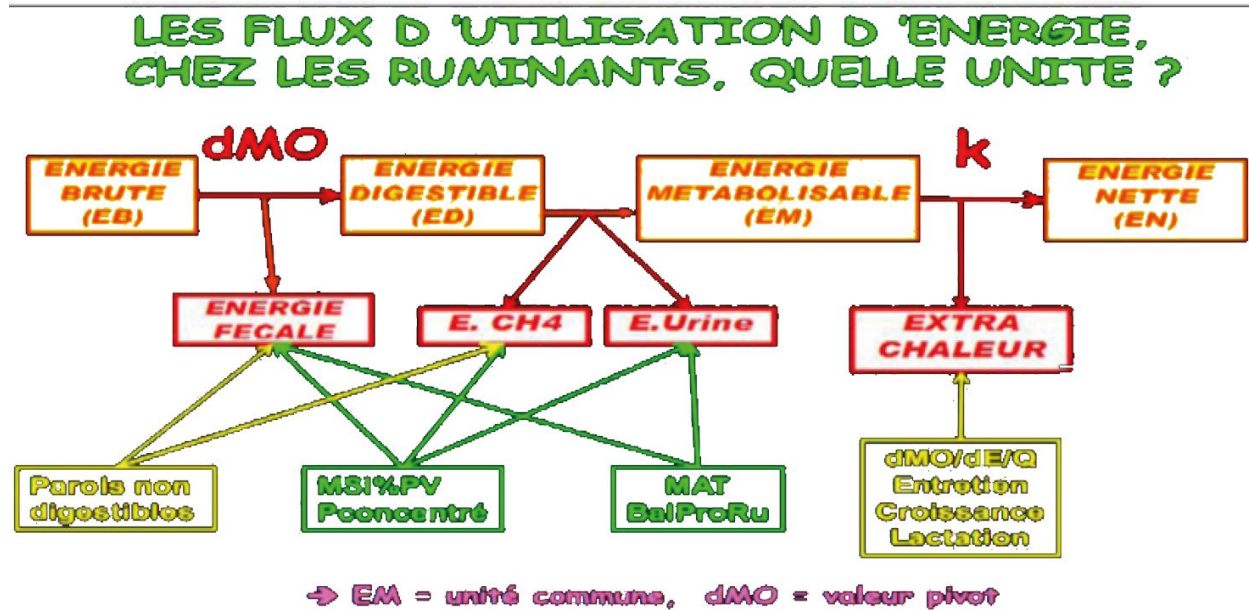 LES FLUX D 'UTILISATION D 'ENERGIE,
CHEZ LES RUMINANTS, QUELLE UNITE ?
dMO
k
ENERGIE
BRUTE
(EB)
ENERGIE
DIGESTIBLE
(ED)
ENERGIE
METABOLISABLE
(EM)
ENERGIE
NETTE
(EN)
ENERGIE
FECALE
E. CH4
E.Urine
EXTRA
CHALEUR
Parois non
digestibles
MSI%PV
Pconcentré
MAT
BalProRu
dMO/dE/Q
Entretien
Croissance
Lactation
→ EM = unité commune, dMO = valeur pivot